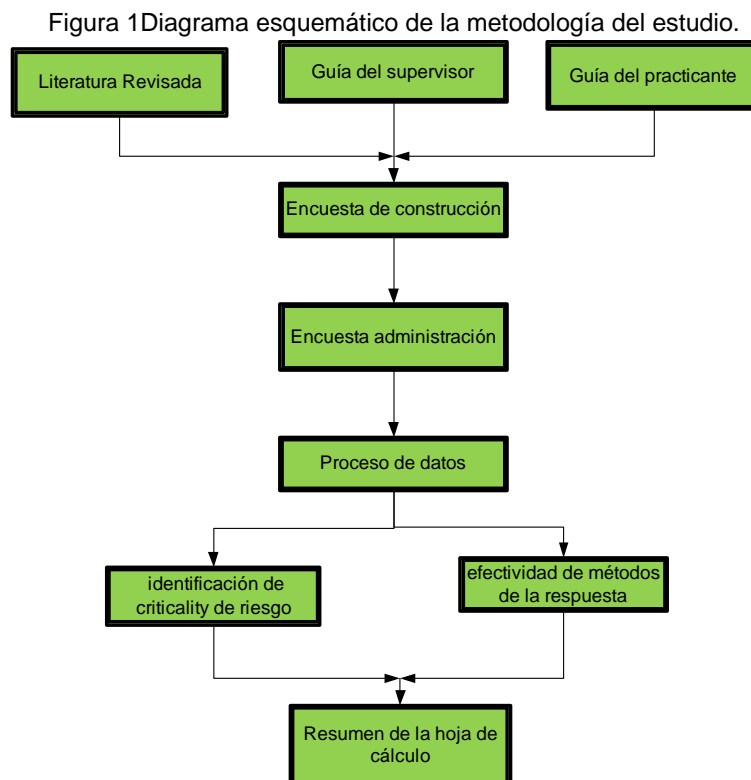 Figura 1Diagrama esquemático de la metodología del estudio.
Literatura Revisada
Guía del supervisor
Guía del practicante
Encuesta de construcción
Encuesta administración
Proceso de datos
identificación de
criticality de riesgo
efectividad de métodos
de la respuesta
Resumen de la hoja de
cálculo